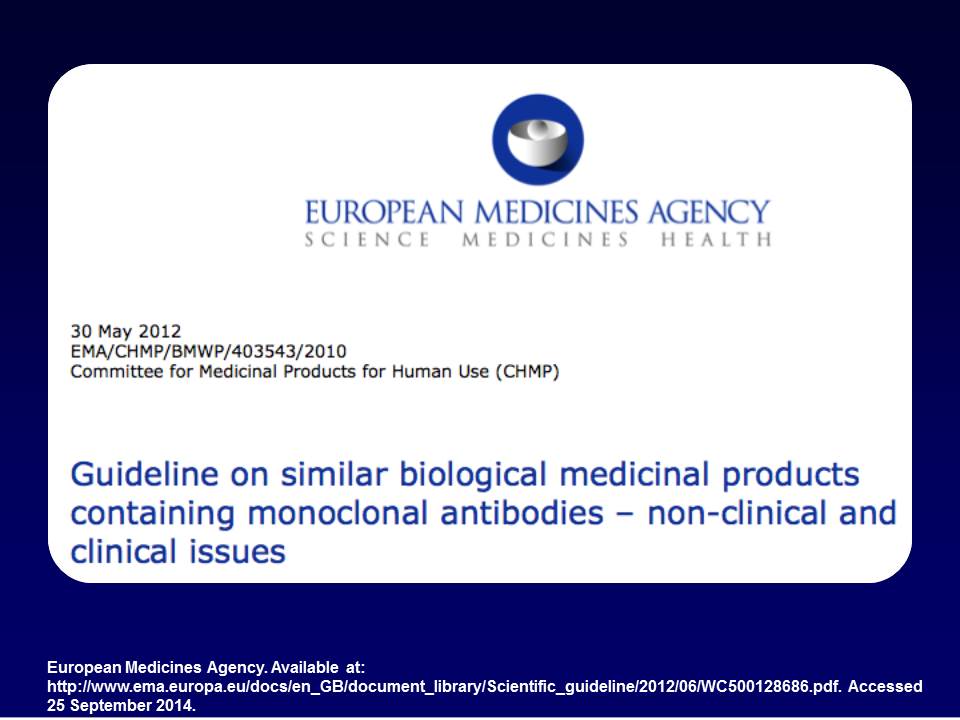 EUROPEAN MEDICINES AGENCY
SCIENCE MEDICINES HEALTH
30 May 2012
EMA/CHMP/BMWP/403543/2010
Committee for Medicinal Products for Human Use (CHMP)
Guideline on similar biological medicinal products
containing monoclonal antibodies – non-clinical and
clinical issues
European Medicines Agency. Available at:
http://www.ema.europa.eu/docs/en_GB/document_library/Scientific_guideline/2012/06/WC500128686.pdf. Accessed
25 September 2014.